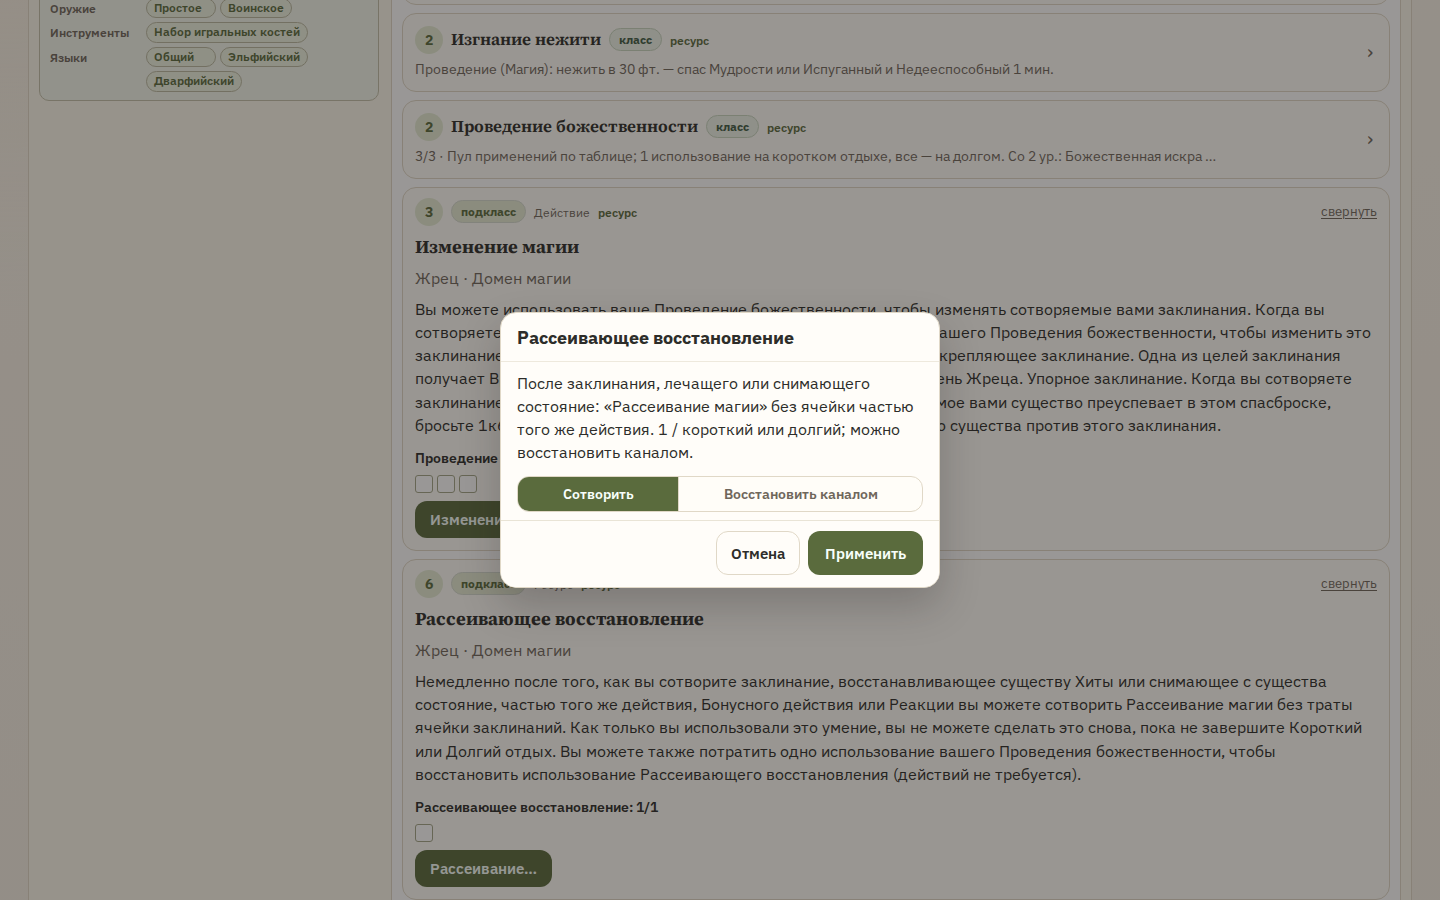 Оружие Простое Воинское
Инструменты Набор игральных костей
Языки Общий Эльфийский
Дварфийский
2 Изгнание нежити класс ресурс
Проведение (Магия): нежить в 30 фт. — спас Мудрости или Испуганный и Недееспособный 1 мин.
2 Проведение божественности класс ресурс
3/3 · Пул применений по таблице; 1 использование на коротком отдыхе, все — на долгом. Со 2 ур.: Божественная искра ...
3 подкласс Действие ресурс свернуть
Изменение магии
Жрец · Домен магии
Вы можете использовать ваше Проведение божественности, чтобы изменять сотворяемые вами заклинания. Когда вы
сотворяете ашего Проведения божественности, чтобы изменить это
заклинание крепляющее заклинание. Одна из целей заклинания
получает В ень Жреца. Упорное заклинание. Когда вы сотворяете
заклинание мое вами существо преуспевает в этом спасброске,
бросьте 1к о существа против этого заклинания.
Проведение
Изменени
Рассеивающее восстановление
После заклинания, лечащего или снимающего
состояние: «Рассеивание магии» без ячейки частью
того же действия. 1 / короткий или долгий; можно
восстановить каналом.
Сотворить Восстановить каналом
Отмена Применить
6 подкласс ресурс свернуть
Рассеивающее восстановление
Жрец · Домен магии
Немедленно после того, как вы сотворите заклинание, восстанавливающее существу Хиты или снимающее с существа
состояние, частью того же действия, Бонусного действия или Реакции вы можете сотворить Рассеивание магии без траты
ячейки заклинаний. Как только вы использовали это умение, вы не можете сделать это снова, пока не завершите Короткий
или Долгий отдых. Вы можете также потратить одно использование вашего Проведения божественности, чтобы
восстановить использование Рассеивающего восстановления (действий не требуется).
Рассеивающее восстановление: 1/1
Рассеивание...